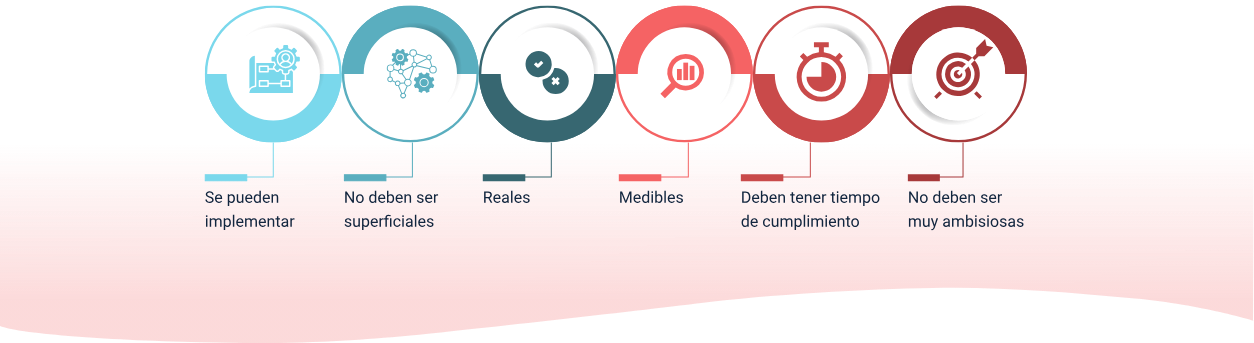 Se pueden
implementar
No deben ser
superficiales
Reales
Medibles
Deben tener tiempo
de cumplimiento
No deben ser
muy ambisiosas